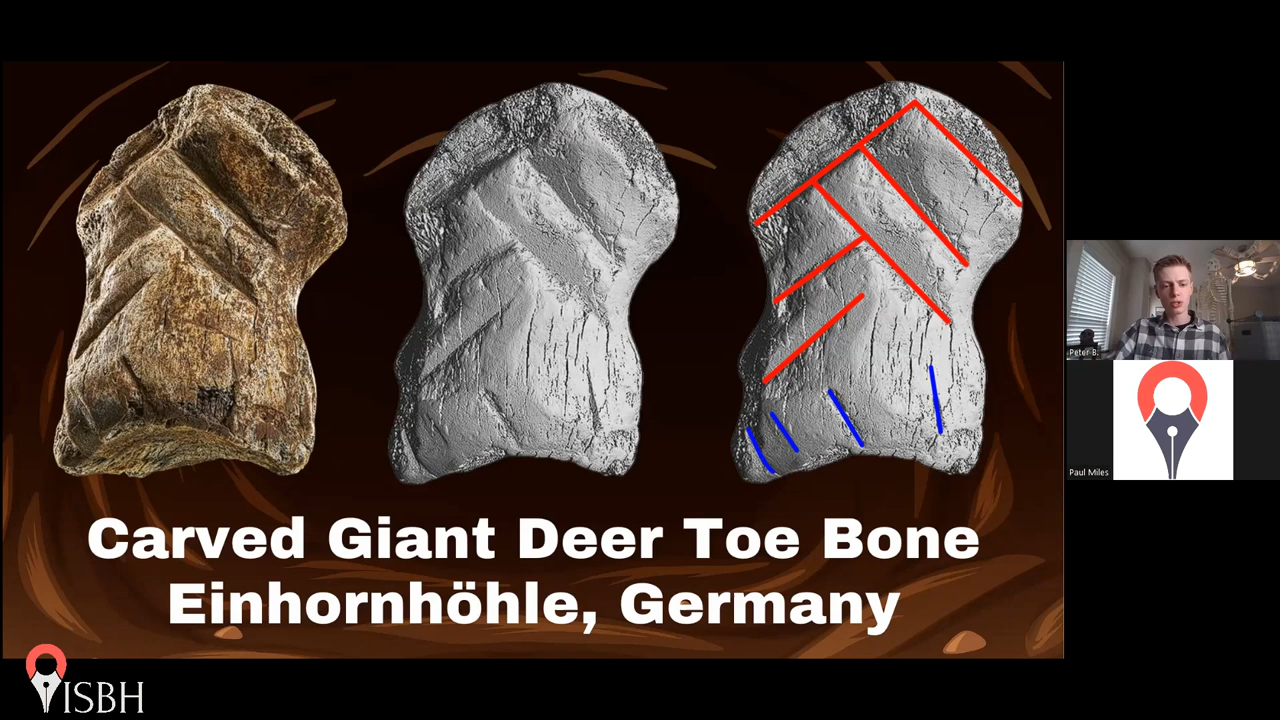 Carved Giant Deer Toe Bone
Einhornhöhle, Germany
Peter B.
Paul Miles
ISBH